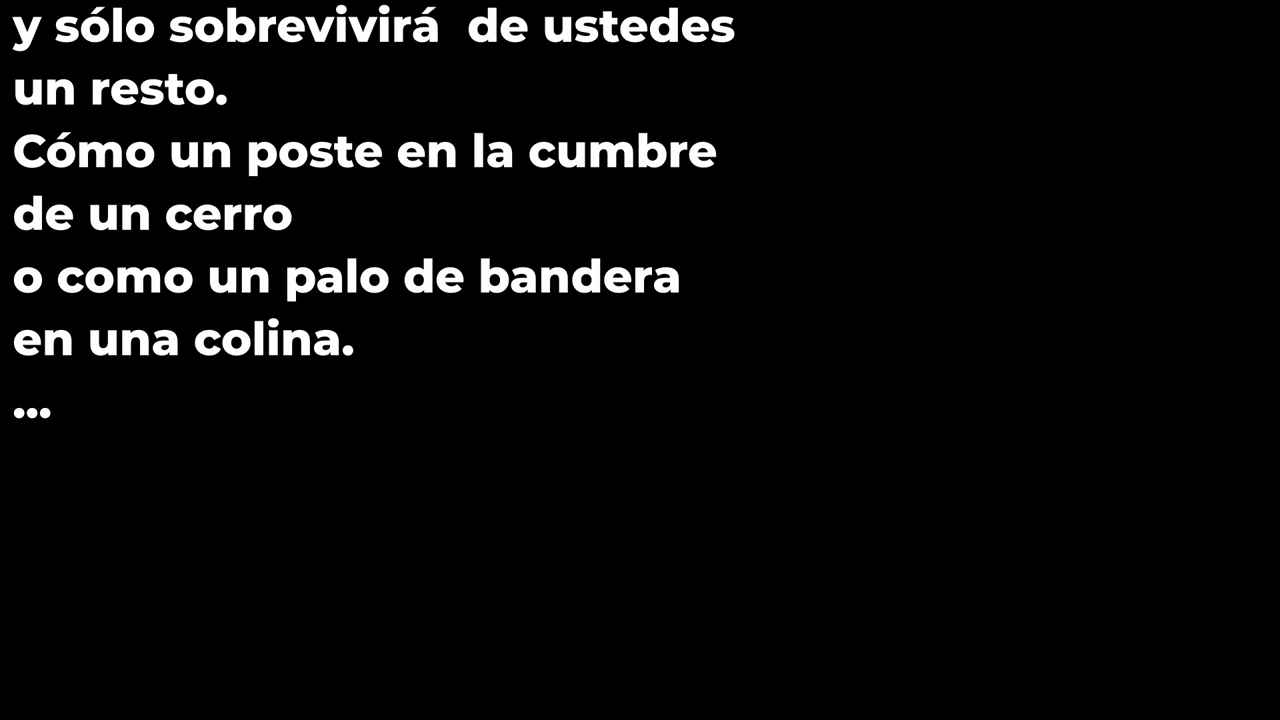 y sólo sobrevivirá  de ustedes
un resto.
Cómo un poste en la cumbre
de un cerro
o como un palo de bandera
en una colina.
...